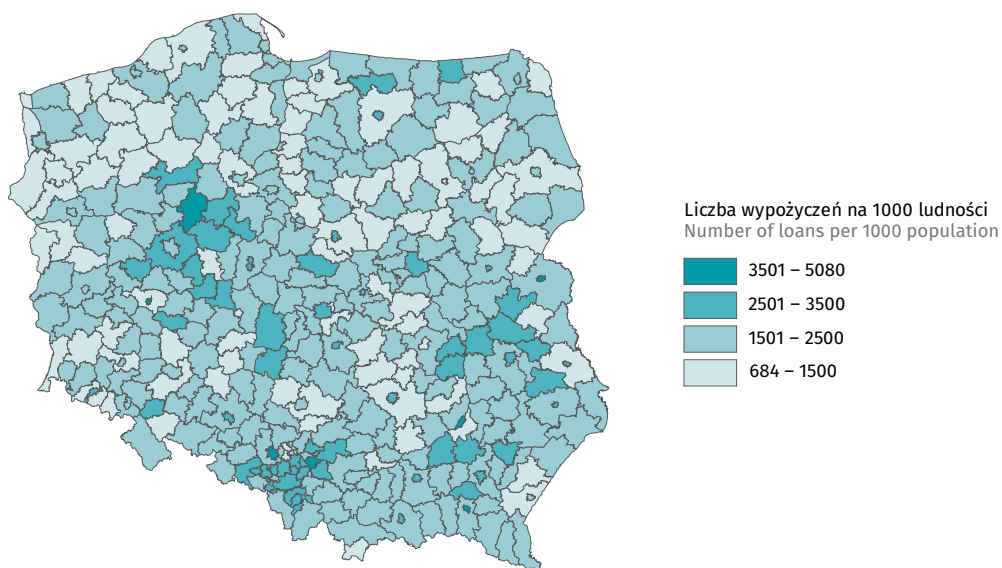 Liczba wypożyczeń na 1000 ludności
Number of loans per 1000 population
3501 – 5080
2501 – 3500
1501 – 2500
684 – 1500